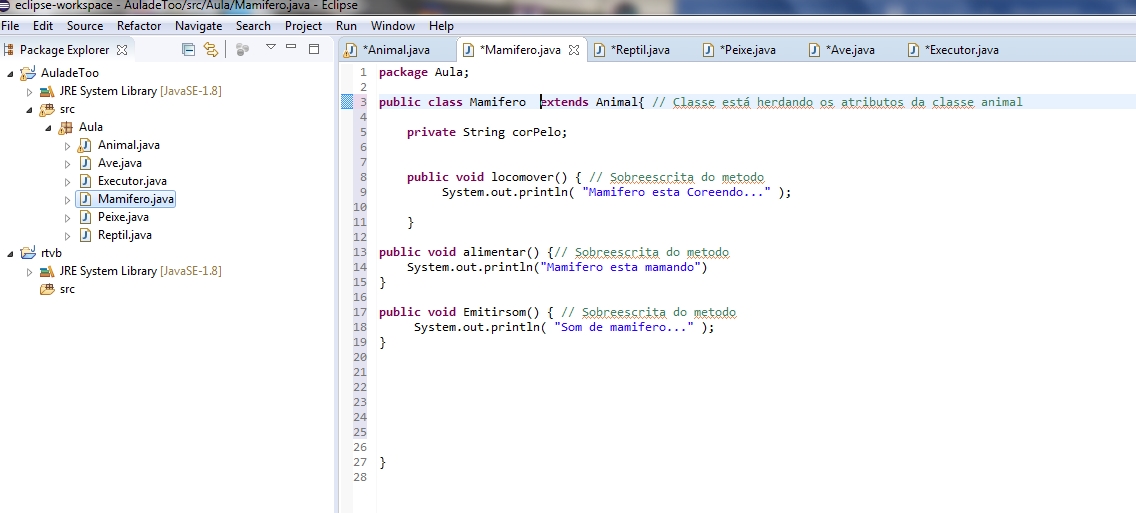 eclipse-workspace - AuladeToo/src/Aula/Mamifero.java - Eclipse
File Edit Source Refactor Navigate Search Project Run Window Help
Package Explorer
AuladeToo
JRE System Library [JavaSE-1.8]
src
Aula
Animal.java
Ave.java
Executor.java
Mamifero.java
Peixe.java
Reptil.java
rtvb
JRE System Library [JavaSE-1.8]
src
*Animal.java *Mamifero.java *Reptil.java *Peixe.java *Ave.java *Executor.java
1 package Aula;
2
3 public class Mamifero  extends Animal{ // Classe está herdando os atributos da classe animal
4
5     private String corPelo;
6
7
8     public void locomover() { // Sobreescrita do metodo
9          System.out.println( "Mamifero esta Coreendo..." );
10
11     }
12
13 public void alimentar() {// Sobreescrita do metodo
14     System.out.println("Mamifero esta mamando")
15 }
16
17 public void Emitirsom() { // Sobreescrita do metodo
18      System.out.println( "Som de mamifero..." );
19 }
20
21
22
23
24
25
26
27 }
28